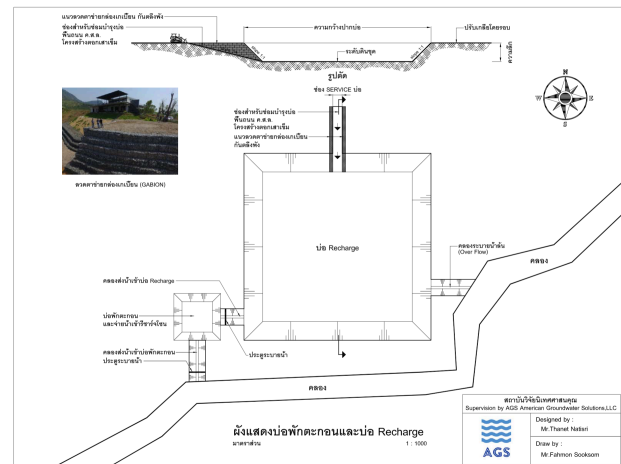 แนวลวดตาข่ายกล่องเกเบียน กันตลิ่งพัง
ช่องสำหรับซ่อมบำรุงบ่อ
พื้นถนน ค.ส.ล.
โครงสร้างตอกเสาเข็ม
ความกว้างปากบ่อ
ปรับเกลี่ยโดยรอบ
SLOPE 1:1
ระดับดินขุด
SLOPE 1:1
ความลึก
รูปตัด
ช่อง SERVICE บ่อ
ช่องสำหรับซ่อมบำรุงบ่อ
พื้นถนน ค.ส.ล.
โครงสร้างตอกเสาเข็ม
แนวลวดตาข่ายกล่องเกเบียน
กันตลิ่งพัง
N
W
E
S
ลวดตาข่ายกล่องเกเบียน (GABION)
บ่อ Recharge
คลองระบายน้ำล้น
(Over Flow)
คลอง
คลองส่งน้ำเข้าบ่อ Recharge
บ่อพักตะกอน
และจ่ายน้ำเข้ารีชาร์จโซน
คลองส่งน้ำเข้าบ่อพักตะกอน
ประตูระบายน้ำ
ประตูระบายน้ำ
คลอง
ผังแสดงบ่อพักตะกอนและบ่อ Recharge
มาตราส่วน 1 : 1000
สถาบันวิจัยนิเทศศาสนคุณ
Supervision by AGS American Groundwater Solutions,LLC
AGS
Designed by :
Mr.Thanet Natisri
Draw by :
Mr.Fahmon Sooksom